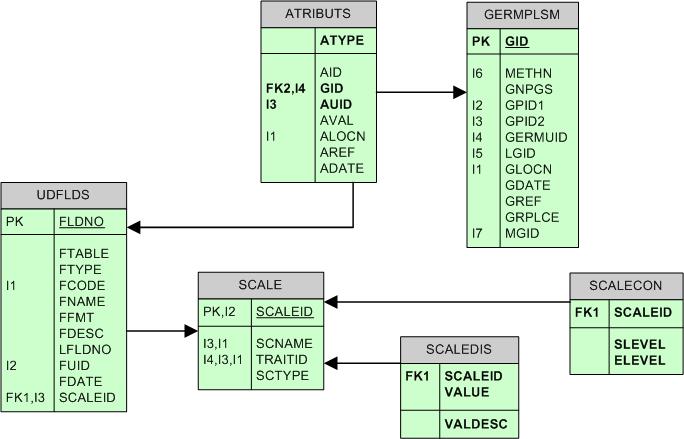 ATRIBUTS
ATYPE
AID
FK2,I4 GID
I3 AUID
AVAL
I1 ALOCN
AREF
ADATE
GERMPLSM
PK GID
I6 METHN
GNPGS
I2 GPID1
I3 GPID2
I4 GERMUID
I5 LGID
I1 GLOCN
GDATE
GREF
GRPLCE
I7 MGID
UDFLDS
PK FLDNO
FTABLE
FTYPE
I1 FCODE
FNAME
FFMT
FDESC
LFLDNO
I2 FUID
FDATE
FK1,I3 SCALEID
SCALE
PK,I2 SCALEID
I3,I1 SCNAME
I4,I3,I1 TRAITID
SCTYPE
SCALEDIS
FK1 SCALEID
VALUE
VALDESC
SCALECON
FK1 SCALEID
SLEVEL
ELEVEL